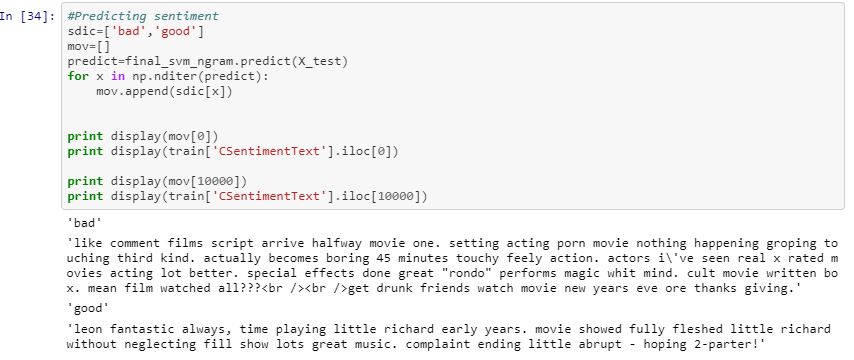 In [34]: #Predicting sentiment
sdic=['bad','good']
mov=[]
predict=final_svm_ngram.predict(X_test)
for x in np.nditer(predict):
    mov.append(sdic[x])
print display(mov[0])
print display(train['CSentimentText'].iloc[0])
print display(mov[10000])
print display(train['CSentimentText'].iloc[10000])
'bad'
'like comment films script arrive halfway movie one. setting acting porn movie nothing happening groping to
uching third kind. actually becomes boring 45 minutes touchy feely action. actors i\'ve seen real x rated m
ovies acting lot better. special effects done great "rondo" performs magic whit mind. cult movie written bo
x. mean film watched all???<br /><br />get drunk friends watch movie new years eve ore thanks giving.'
'good'
'leon fantastic always, time playing little richard early years. movie showed fully fleshed little richard
without neglecting fill show lots great music. complaint ending little abrupt - hoping 2-parter!'